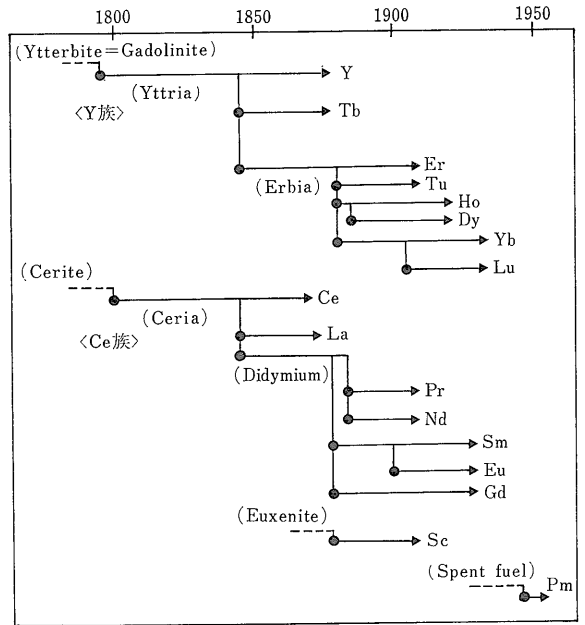 1800 1850 1900 1950
(Ytterbite=Gadolinite)
Y
(Yttria)
<Y族>
Tb
Er
(Erbia)
Tu
Ho
Dy
Yb
(Cerite)
Lu
Ce
(Ceria)
<Ce族>
La
(Didymium)
Pr
Nd
Sm
Eu
Gd
(Euxenite)
Sc
(Spent fuel)
Pm